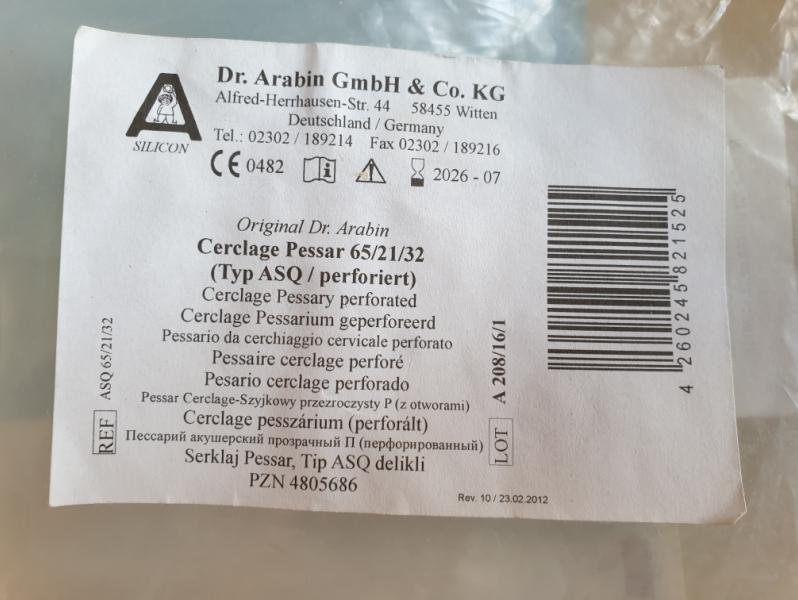 Dr. Arabin GmbH & Co. KG
Alfred-Herrhausen-Str. 44 58455 Witten
Deutschland / Germany
Tel.: 02302 / 189214 Fax 02302 / 189216
A
SILICON
CE 0482 2026 - 07
Original Dr. Arabin
Cerclage Pessar 65/21/32
(Typ ASQ / perforiert)
Cerclage Pessary perforated
Cerclage Pessarium geperforeerd
Pessario da cerchiaggio cervicale perforato
Pessaire cerclage perforé
Pesario cerclage perforado
Pessar Cerclage-Szyjkowy przezroczysty P (z otworami)
Cerclage pesszárium (perforált)
Пессарий акушерский прозрачный П (перфорированный)
Serklaj Pessar, Tip ASQ delikli
PZN 4805686
REF ASQ 65/21/32
LOT A 208/16/1
4 260245 821525
Rev. 10 / 23.02.2012